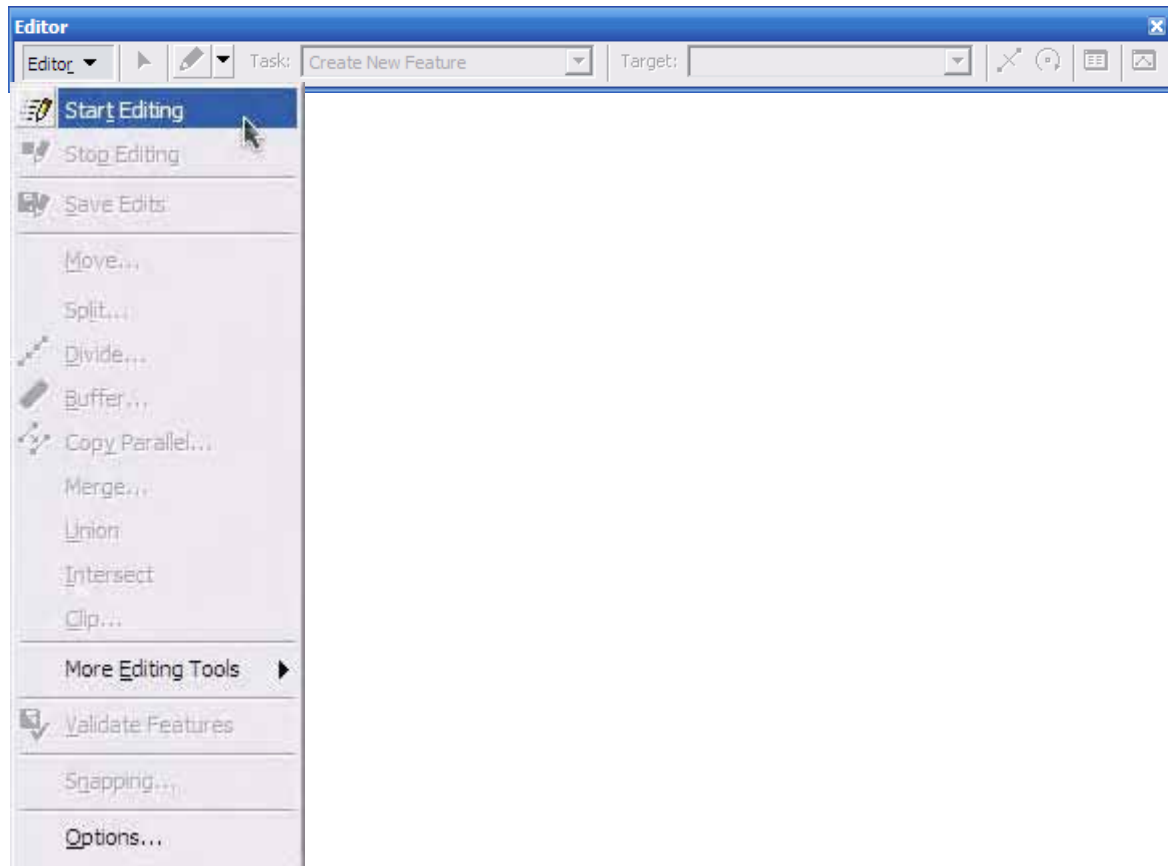 Editor
Editor Task: Create New Feature Target:
Start Editing
Stop Editing
Save Edits
Move...
Split...
Divide...
Buffer...
Copy Parallel...
Merge...
Union
Intersect
Clip...
More Editing Tools
Validate Features
Snapping...
Options...